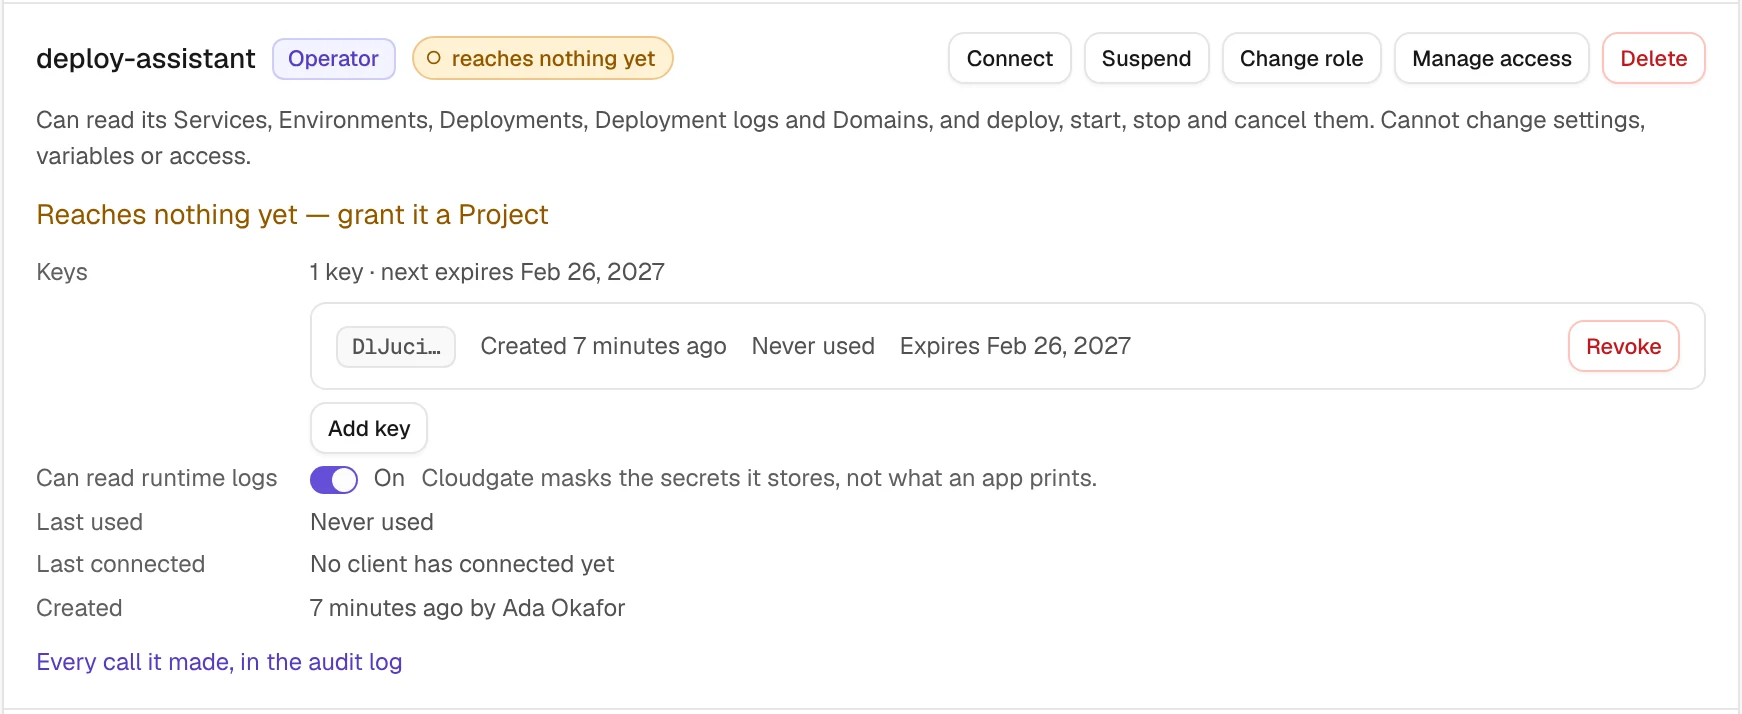 deploy-assistant Operator reaches nothing yet Connect Suspend Change role Manage access Delete
Can read its Services, Environments, Deployments, Deployment logs and Domains, and deploy, start, stop and cancel them. Cannot change settings,
variables or access.
Reaches nothing yet — grant it a Project
Keys 1 key · next expires Feb 26, 2027
DlJuci… Created 7 minutes ago Never used Expires Feb 26, 2027 Revoke
Add key
Can read runtime logs On Cloudgate masks the secrets it stores, not what an app prints.
Last used Never used
Last connected No client has connected yet
Created 7 minutes ago by Ada Okafor
Every call it made, in the audit log